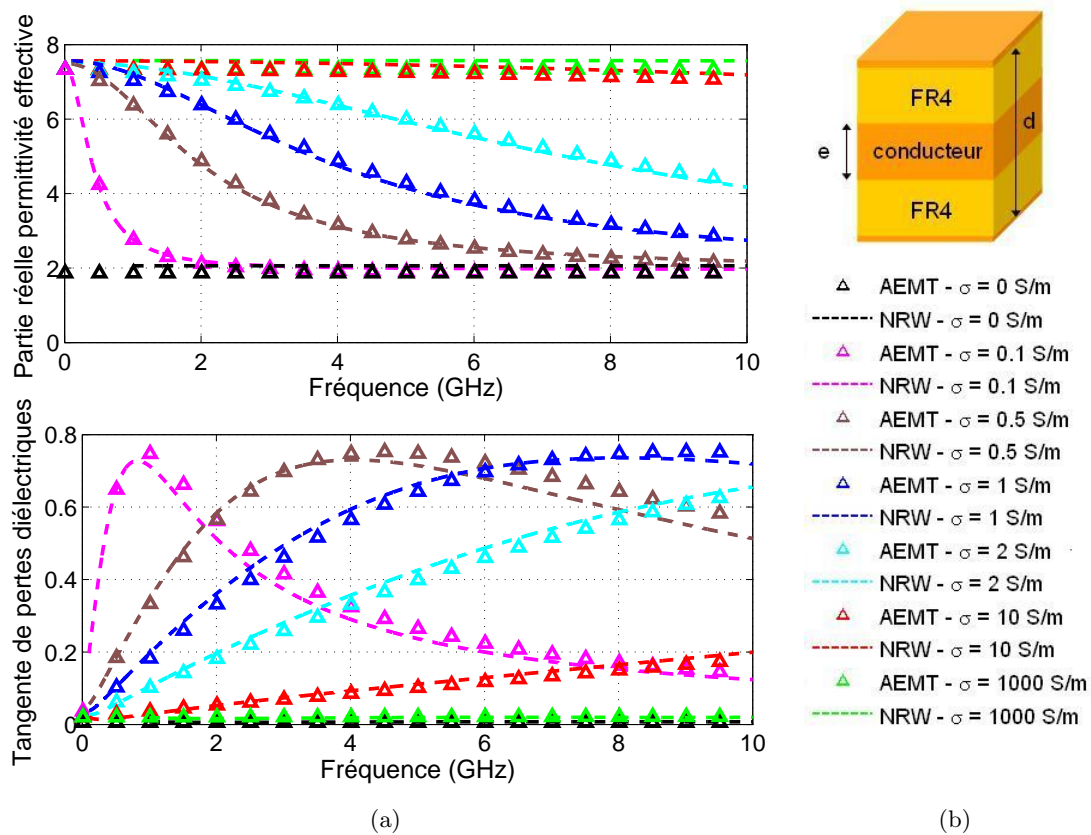 Partie réelle permittivité effective
8
6
4
2
0
0
2
4
6
8
10
Fréquence (GHz)
Tangente de pertes diélectriques
0.8
0.6
0.4
0.2
0
0
2
4
6
8
10
Fréquence (GHz)
(a)
FR4
e
conducteur
d
FR4
AEMT - σ = 0 S/m
NRW - σ = 0 S/m
AEMT - σ = 0.1 S/m
NRW - σ = 0.1 S/m
AEMT - σ = 0.5 S/m
NRW - σ = 0.5 S/m
AEMT - σ = 1 S/m
NRW - σ = 1 S/m
AEMT - σ = 2 S/m
NRW - σ = 2 S/m
AEMT - σ = 10 S/m
NRW - σ = 10 S/m
AEMT - σ = 1000 S/m
NRW - σ = 1000 S/m
(b)